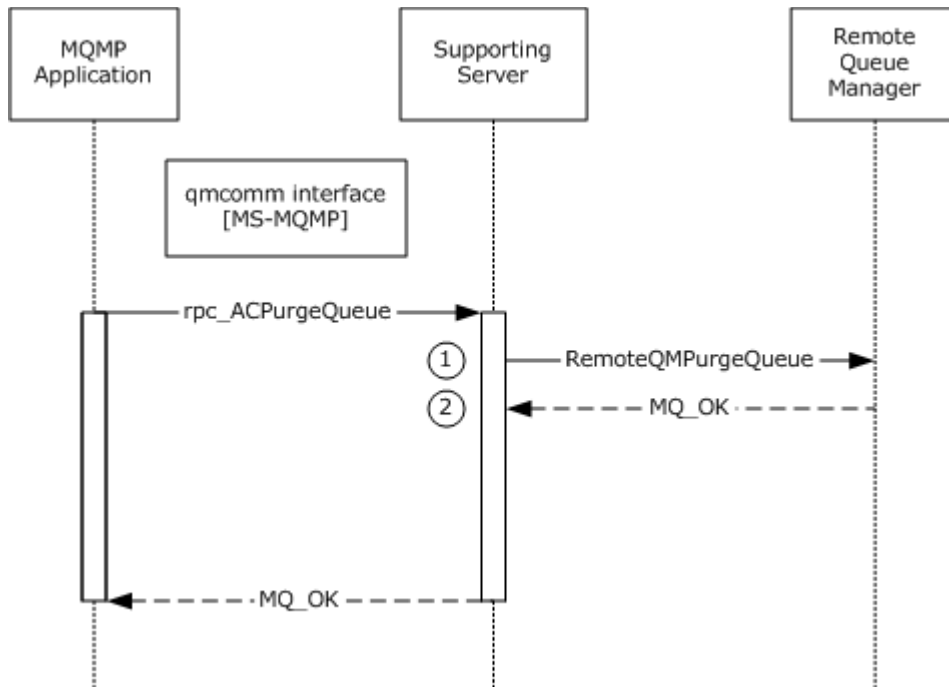 MQMP
Application
Supporting
Server
Remote
Queue
Manager
qmcomm interface
[MS-MQMP]
rpc_ACPurgeQueue
1
RemoteQMPurgeQueue
2
MQ_OK
MQ_OK